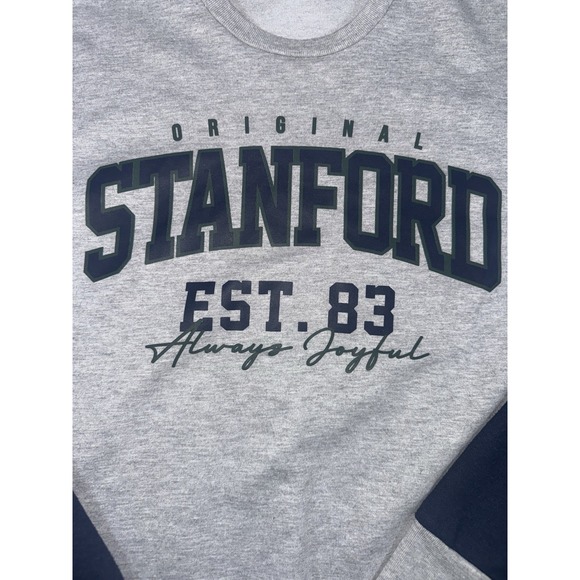 ORIGINAL
STANFORD
EST. 83
Always Joyful